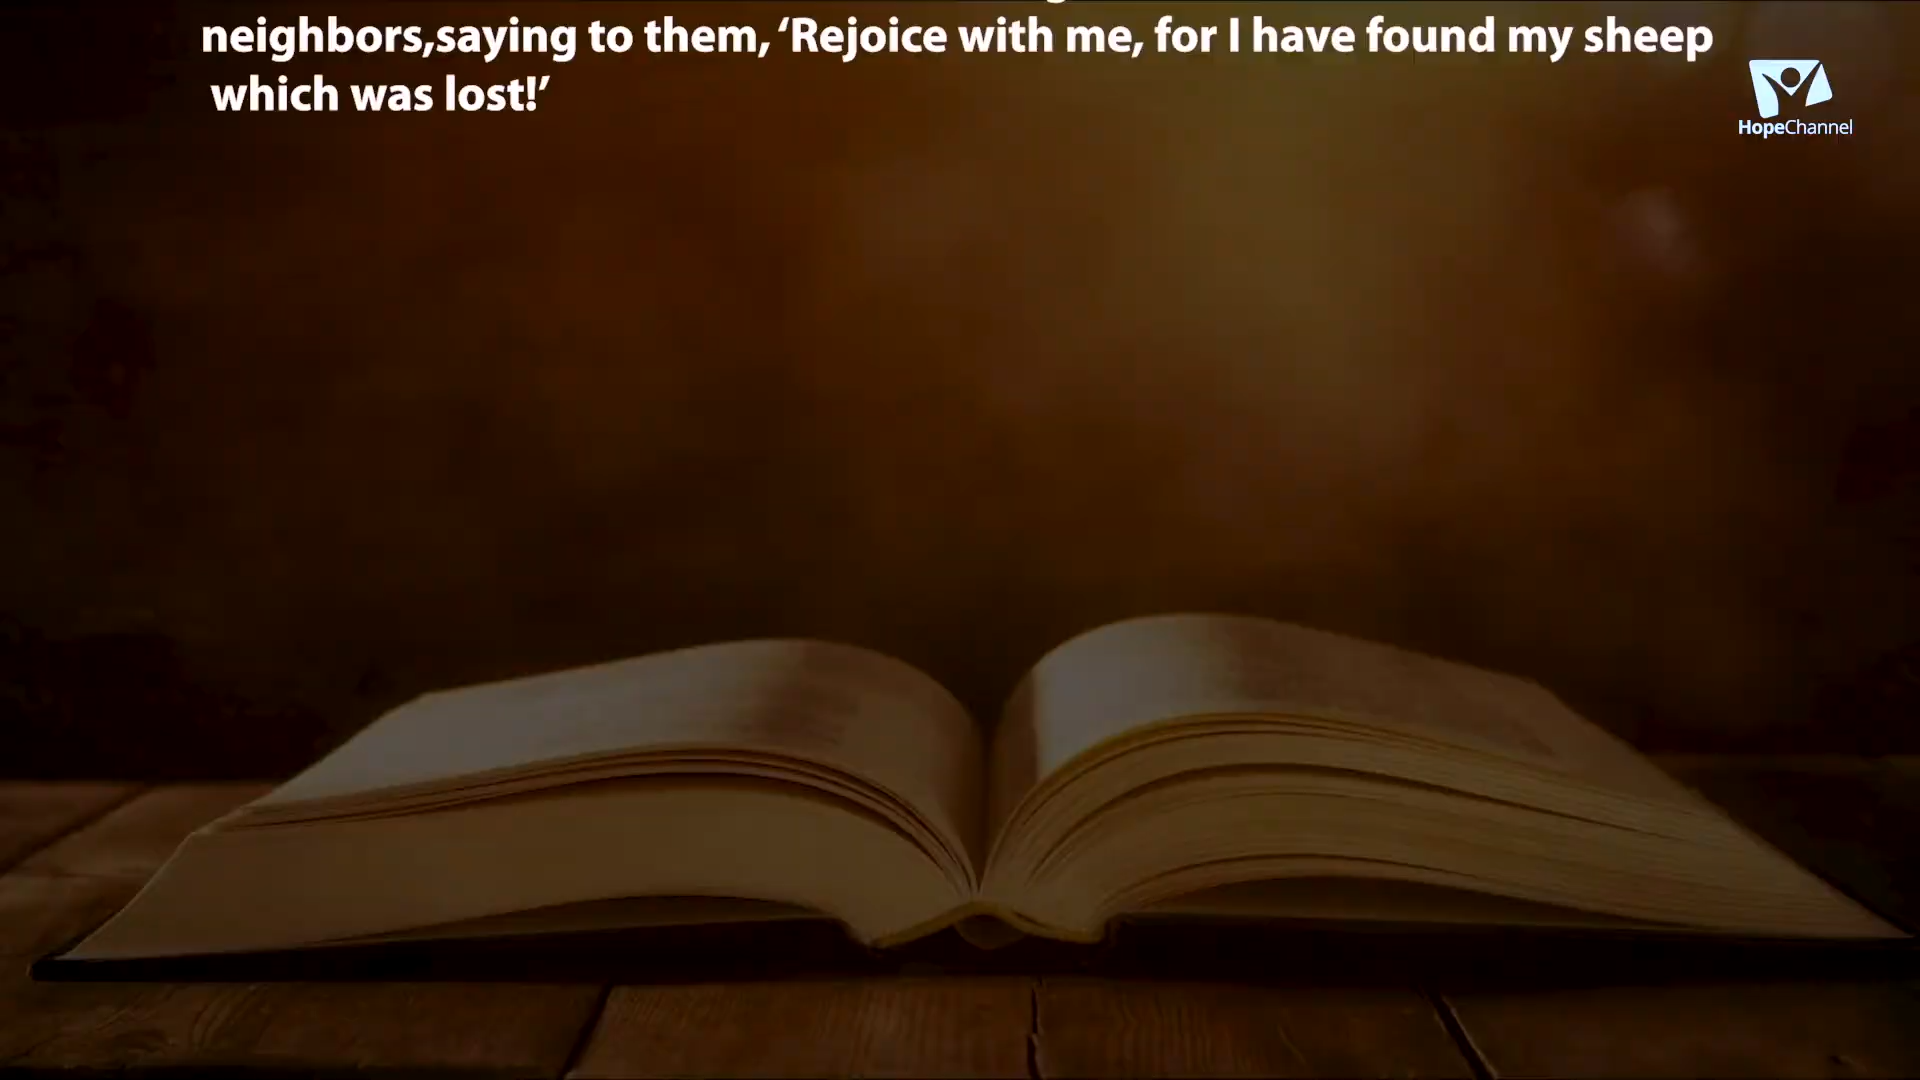 neighbors,saying to them, ‘Rejoice with me, for I have found my sheep
which was lost!’
HopeChannel